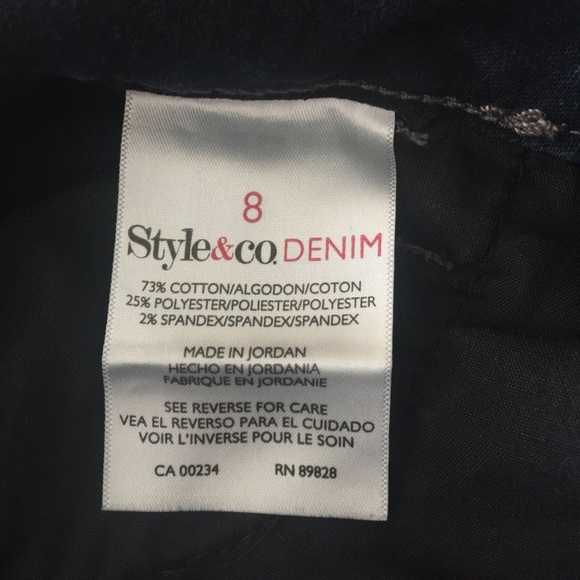 8
Style&co. DENIM
73% COTTON/ALGODON/COTON
25% POLYESTER/POLIESTER/POLYESTER
2% SPANDEX/SPANDEX/SPANDEX
MADE IN JORDAN
HECHO EN JORDANIA
FABRIQUE EN JORDANIE
SEE REVERSE FOR CARE
VEA EL REVERSO PARA EL CUIDADO
VOIR L'INVERSE POUR LE SOIN
CA 00234 RN 89828